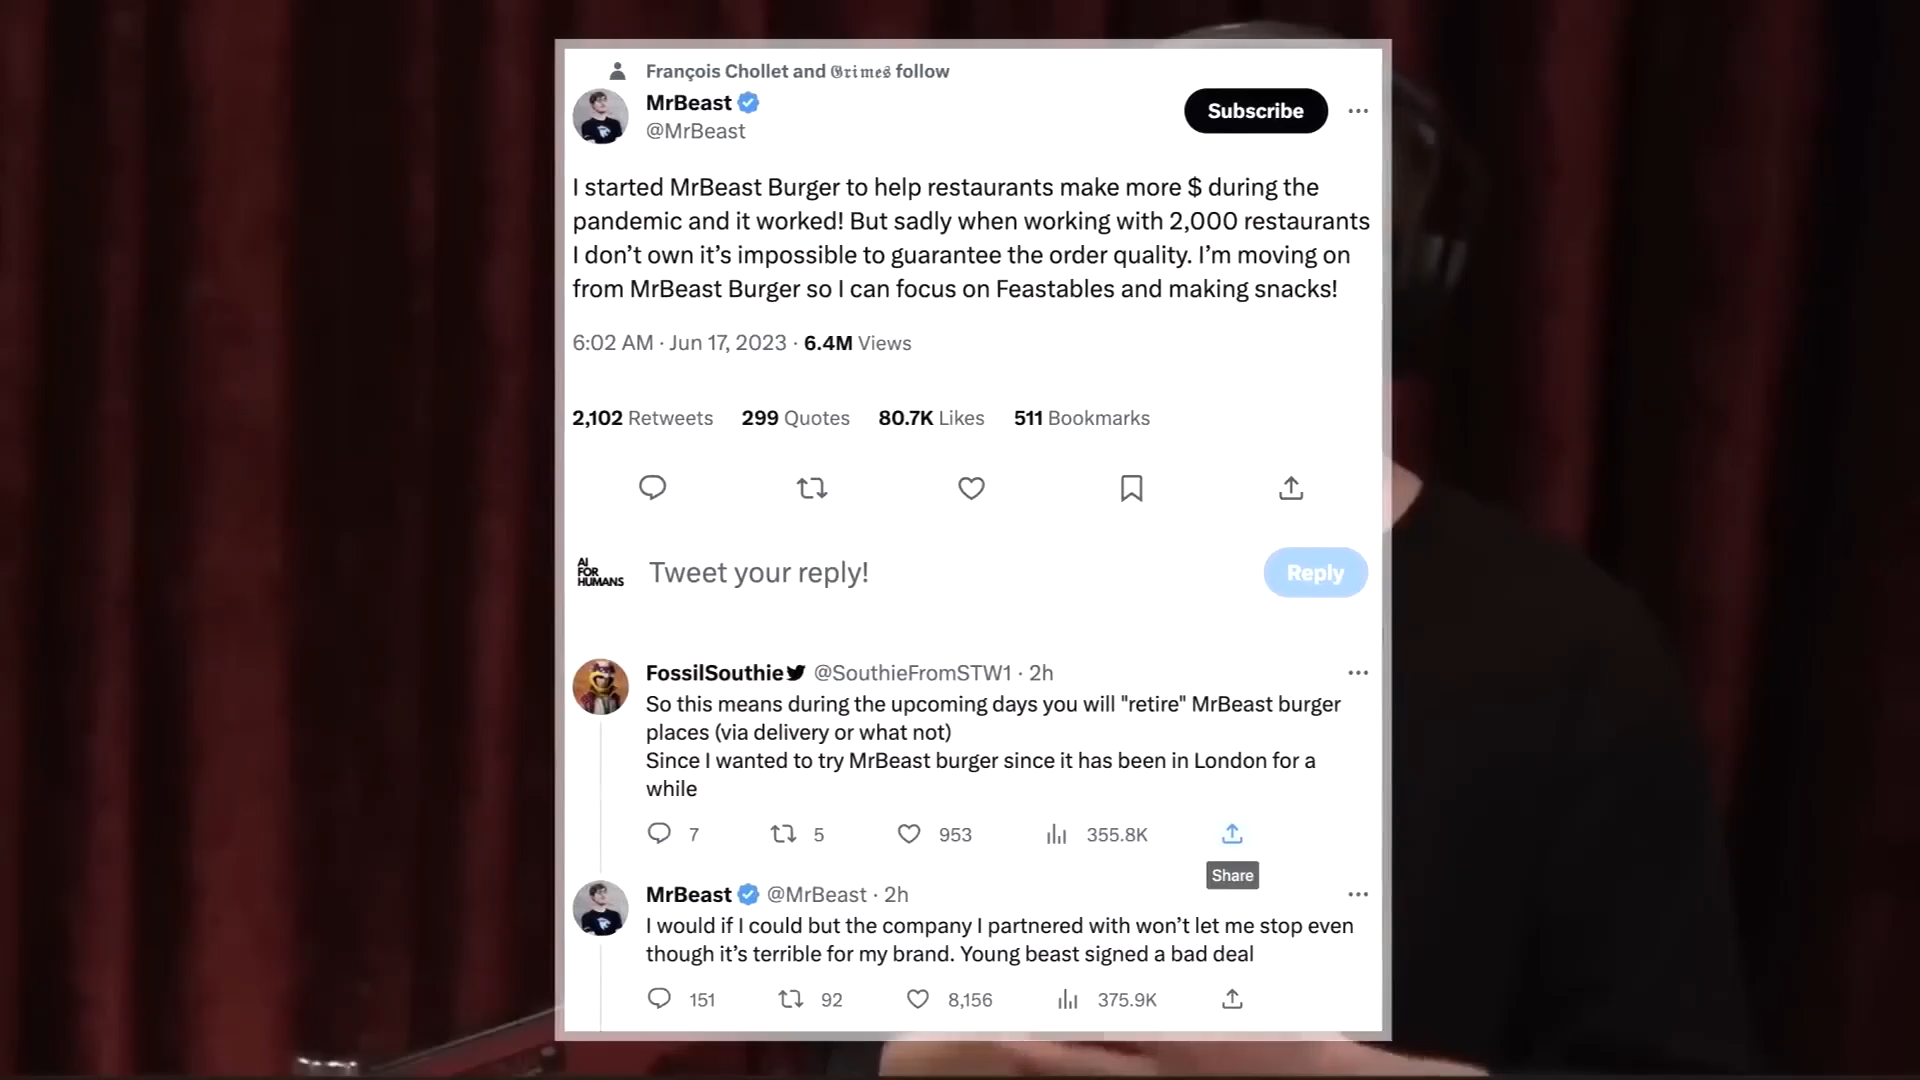 François Chollet and 𝔊𝔯𝔦𝔪𝔢𝔰 follow
MrBeast
@MrBeast
Subscribe
I started MrBeast Burger to help restaurants make more $ during the
pandemic and it worked! But sadly when working with 2,000 restaurants
I don’t own it’s impossible to guarantee the order quality. I’m moving on
from MrBeast Burger so I can focus on Feastables and making snacks!
6:02 AM · Jun 17, 2023 · 6.4M Views
2,102 Retweets 299 Quotes 80.7K Likes 511 Bookmarks
AI
FOR
HUMANS
Tweet your reply!
Reply
FossilSouthie @SouthieFromSTW1 · 2h
So this means during the upcoming days you will "retire" MrBeast burger
places (via delivery or what not)
Since I wanted to try MrBeast burger since it has been in London for a
while
7 5 953 355.8K
Share
MrBeast @MrBeast · 2h
I would if I could but the company I partnered with won’t let me stop even
though it’s terrible for my brand. Young beast signed a bad deal
151 92 8,156 375.9K